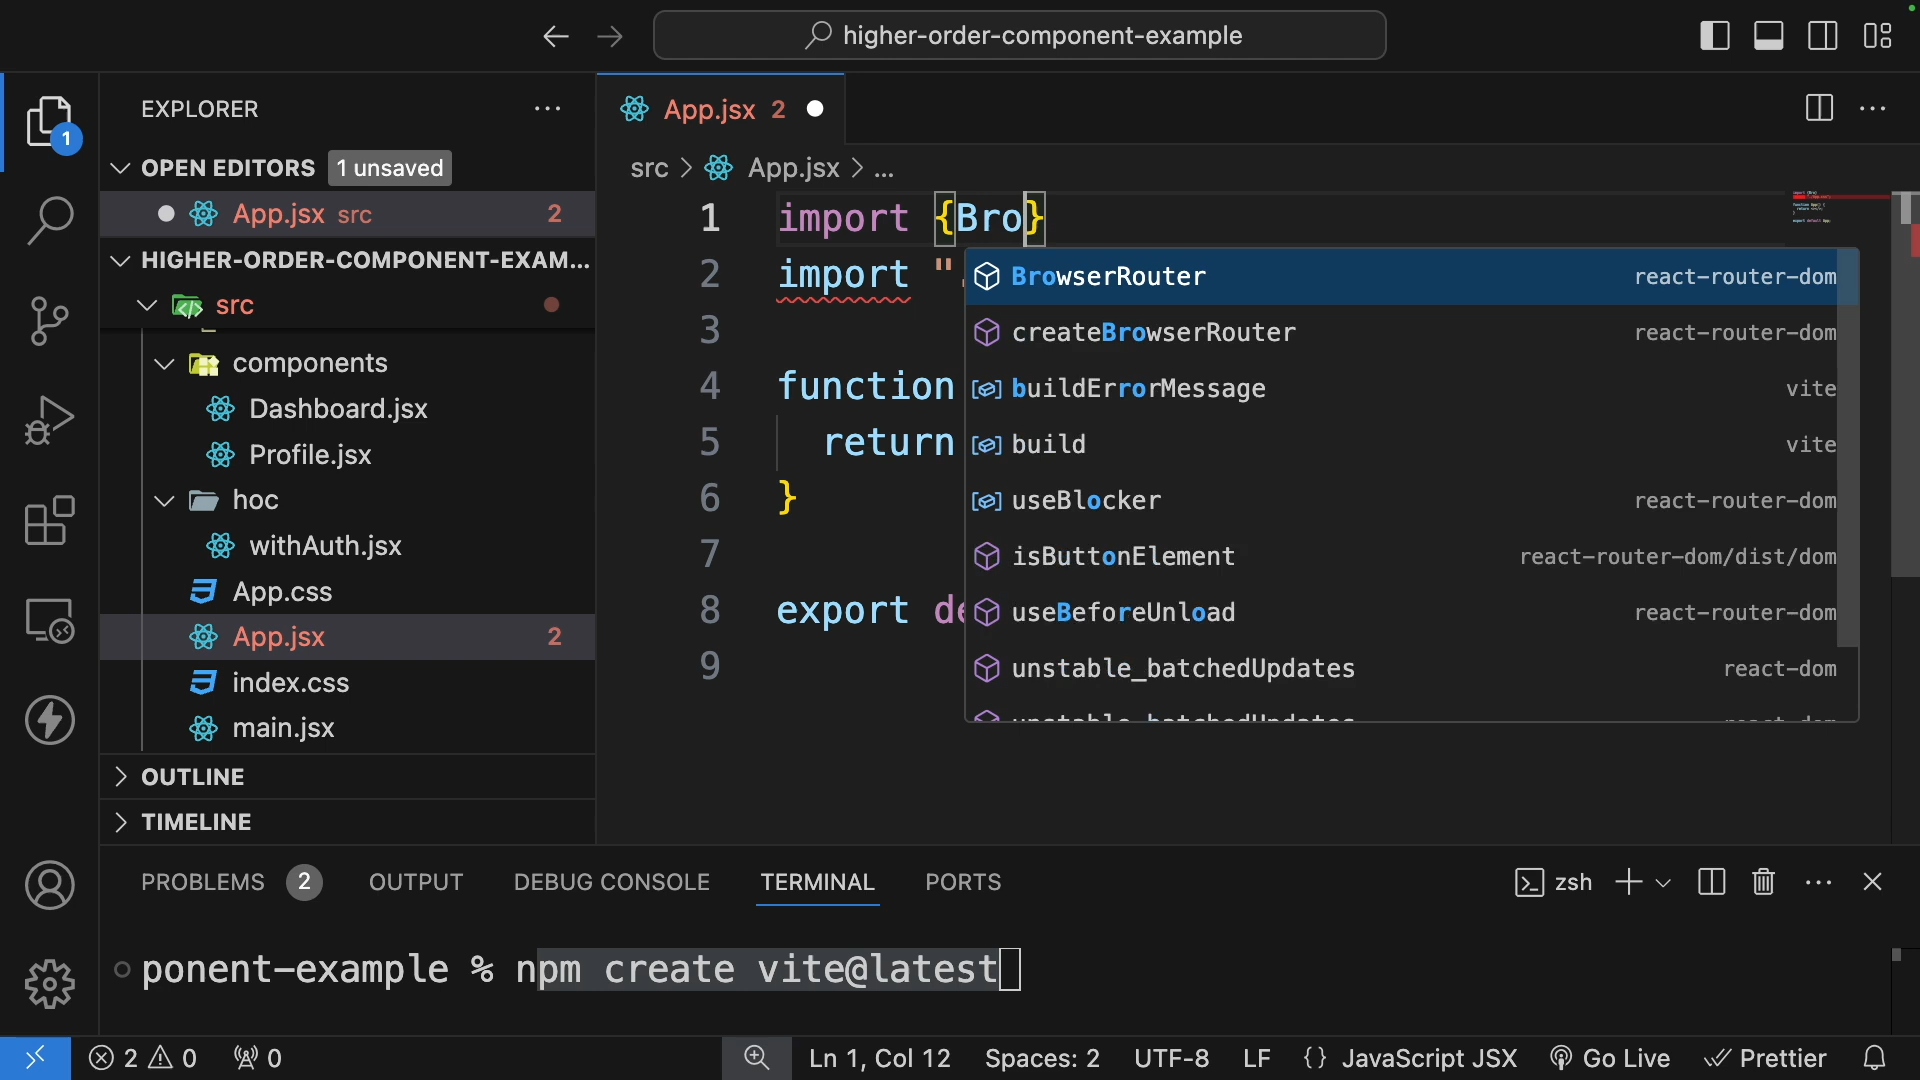 higher-order-component-example
EXPLORER
App.jsx 2
1
OPEN EDITORS 1 unsaved
src > App.jsx > ...
App.jsx src 2
1 import {Bro}
HIGHER-ORDER-COMPONENT-EXAM...
2 import "
BrowserRouter react-router-dom
src
3
createBrowserRouter react-router-dom
components
4 function
buildErrorMessage vite
Dashboard.jsx
5 return
build vite
Profile.jsx
6 }
useBlocker react-router-dom
hoc
7
isButtonElement react-router-dom/dist/dom
withAuth.jsx
App.css
8 export de
useBeforeUnload react-router-dom
App.jsx 2
9
unstable_batchedUpdates react-dom
index.css
unstable_batchedUpdates react-dom
main.jsx
OUTLINE
TIMELINE
PROBLEMS 2 OUTPUT DEBUG CONSOLE TERMINAL PORTS zsh
ponent-example % npm create vite@latest
2 0 0 Ln 1, Col 12 Spaces: 2 UTF-8 LF {} JavaScript JSX Go Live Prettier